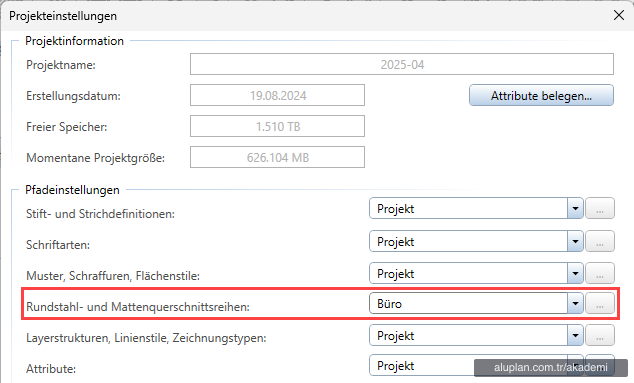 Projekteinstellungen
Projektinformation
Projektname: 2025-04
Erstellungsdatum: 19.08.2024 Attribute belegen...
Freier Speicher: 1.510 TB
Momentane Projektgröße: 626.104 MB
Pfadeinstellungen
Stift- und Strichdefinitionen: Projekt ...
Schriftarten: Projekt ...
Muster, Schraffuren, Flächenstile: Projekt ...
Rundstahl- und Mattenquerschnittsreihen: Büro ...
Layerstrukturen, Linienstile, Zeichnungstypen: Projekt ...
Attribute: Projekt
aluplan.com.tr/akademi